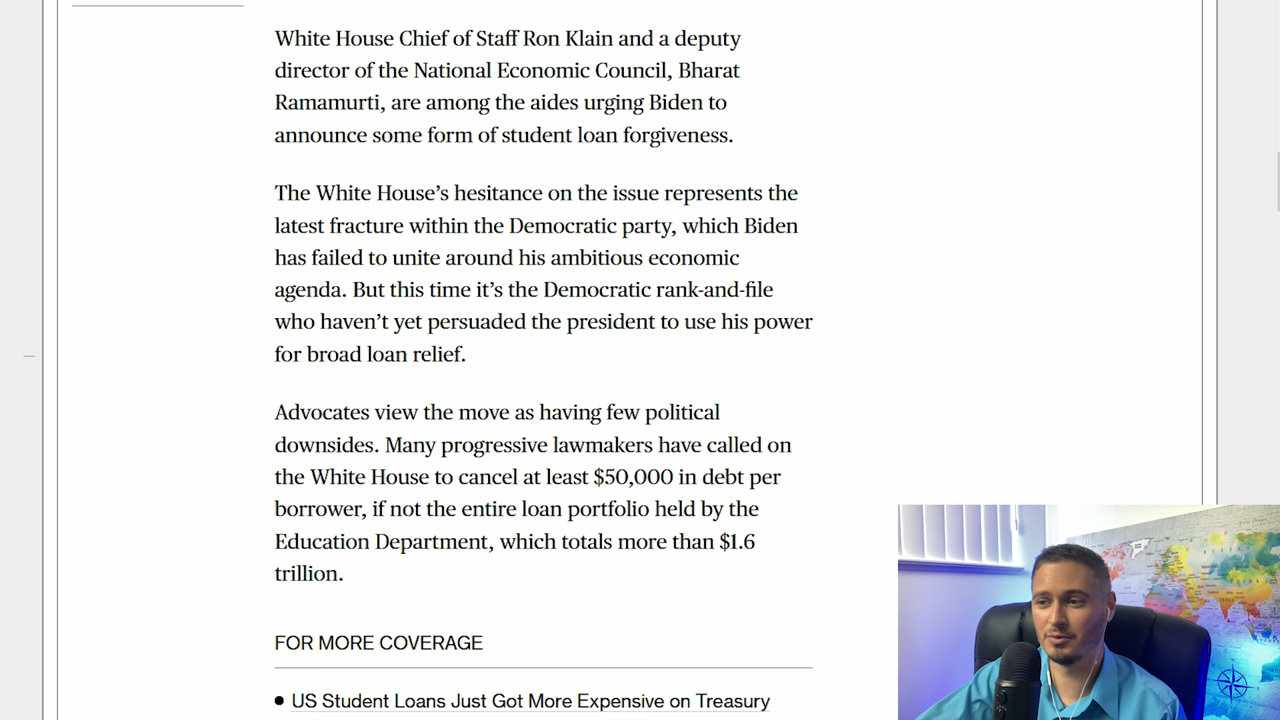 White House Chief of Staff Ron Klain and a deputy
director of the National Economic Council, Bharat
Ramamurti, are among the aides urging Biden to
announce some form of student loan forgiveness.
The White House’s hesitance on the issue represents the
latest fracture within the Democratic party, which Biden
has failed to unite around his ambitious economic
agenda. But this time it’s the Democratic rank-and-file
who haven’t yet persuaded the president to use his power
for broad loan relief.
Advocates view the move as having few political
downsides. Many progressive lawmakers have called on
the White House to cancel at least $50,000 in debt per
borrower, if not the entire loan portfolio held by the
Education Department, which totals more than $1.6
trillion.
FOR MORE COVERAGE
● US Student Loans Just Got More Expensive on Treasury